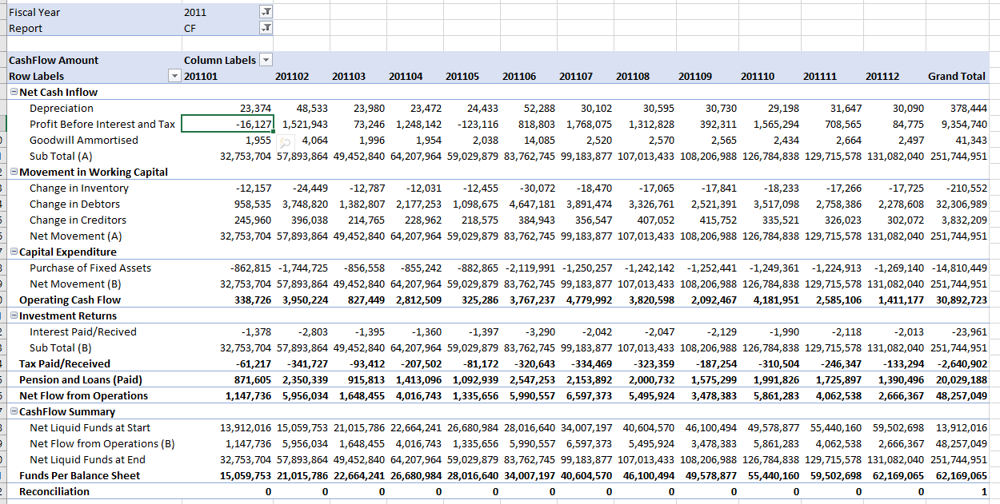 Fiscal Year 2011
Report CF
CashFlow Amount Column Labels
Row Labels 201101 201102 201103 201104 201105 201106 201107 201108 201109 201110 201111 201112 Grand Total
Net Cash Inflow
Depreciation 23,374 48,533 23,980 23,472 24,433 52,288 30,102 30,595 30,730 29,198 31,647 30,090 378,444
Profit Before Interest and Tax -16,127 1,521,943 73,246 1,248,142 -123,116 818,803 1,768,075 1,312,828 392,311 1,565,294 708,565 84,775 9,354,740
Goodwill Ammortised 1,955 4,064 1,996 1,954 2,038 14,085 2,520 2,570 2,565 2,434 2,664 2,497 41,343
Sub Total (A) 32,753,704 57,893,864 49,452,840 64,207,964 59,029,879 83,762,745 99,183,877 107,013,433 108,206,988 126,784,838 129,715,578 131,082,040 251,744,951
Movement in Working Capital
Change in Inventory -12,157 -24,449 -12,787 -12,031 -12,455 -30,072 -18,470 -17,065 -17,841 -18,233 -17,266 -17,725 -210,552
Change in Debtors 958,535 3,748,820 1,382,807 2,177,253 1,098,675 4,647,181 3,891,474 3,326,761 2,521,391 3,517,098 2,758,386 2,278,608 32,306,989
Change in Creditors 245,960 396,038 214,765 228,962 218,575 384,943 356,547 407,052 415,752 335,521 326,023 302,072 3,832,209
Net Movement (A) 32,753,704 57,893,864 49,452,840 64,207,964 59,029,879 83,762,745 99,183,877 107,013,433 108,206,988 126,784,838 129,715,578 131,082,040 251,744,951
Capital Expenditure
Purchase of Fixed Assets -862,815 -1,744,725 -856,558 -855,242 -882,865 -2,119,991 -1,250,257 -1,242,142 -1,252,441 -1,249,361 -1,224,913 -1,269,140 -14,810,449
Net Movement (B) 32,753,704 57,893,864 49,452,840 64,207,964 59,029,879 83,762,745 99,183,877 107,013,433 108,206,988 126,784,838 129,715,578 131,082,040 251,744,951
Operating Cash Flow 338,726 3,950,224 827,449 2,812,509 325,286 3,767,237 4,779,992 3,820,598 2,092,467 4,181,951 2,585,106 1,411,177 30,892,723
Investment Returns
Interest Paid/Recived -1,378 -2,803 -1,395 -1,360 -1,397 -3,290 -2,042 -2,047 -2,129 -1,990 -2,118 -2,013 -23,961
Sub Total (B) 32,753,704 57,893,864 49,452,840 64,207,964 59,029,879 83,762,745 99,183,877 107,013,433 108,206,988 126,784,838 129,715,578 131,082,040 251,744,951
Tax Paid/Received -61,217 -341,727 -93,412 -207,502 -81,172 -320,643 -334,469 -323,359 -187,254 -310,504 -246,347 -133,294 -2,640,902
Pension and Loans (Paid) 871,605 2,350,339 915,813 1,413,096 1,092,939 2,547,253 2,153,892 2,000,732 1,575,299 1,991,826 1,725,897 1,390,496 20,029,188
Net Flow from Operations 1,147,736 5,956,034 1,648,455 4,016,743 1,335,656 5,990,557 6,597,373 5,495,924 3,478,383 5,861,283 4,062,538 2,666,367 48,257,049
CashFlow Summary
Net Liquid Funds at Start 13,912,016 15,059,753 21,015,786 22,664,241 26,680,984 28,016,640 34,007,197 40,604,570 46,100,494 49,578,877 55,440,160 59,502,698 13,912,016
Net Flow from Operations (B) 1,147,736 5,956,034 1,648,455 4,016,743 1,335,656 5,990,557 6,597,373 5,495,924 3,478,383 5,861,283 4,062,538 2,666,367 48,257,049
Net Liquid Funds at End 32,753,704 57,893,864 49,452,840 64,207,964 59,029,879 83,762,745 99,183,877 107,013,433 108,206,988 126,784,838 129,715,578 131,082,040 251,744,951
Funds Per Balance Sheet 15,059,753 21,015,786 22,664,241 26,680,984 28,016,640 34,007,197 40,604,570 46,100,494 49,578,877 55,440,160 59,502,698 62,169,065 62,169,065
Reconciliation 0 0 0 0 0 0 0 0 0 0 0 0 1